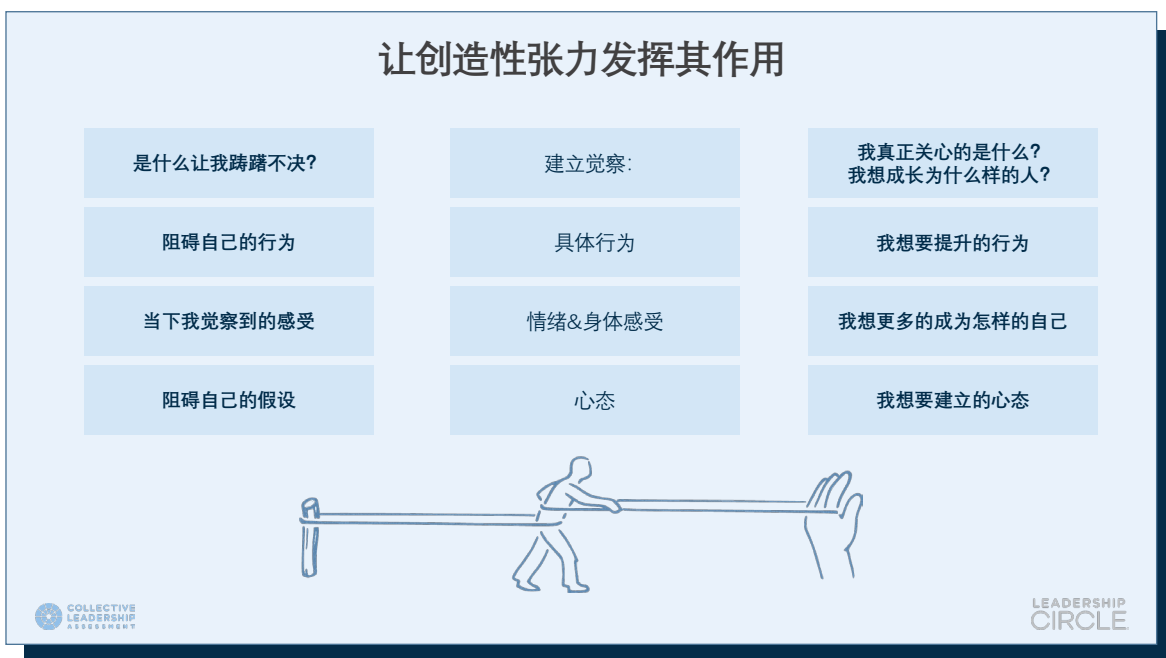 让创造性张力发挥其作用
是什么让我踌躇不决?
建立觉察:
我真正关心的是什么?
我想成长为什么样的人?
阻碍自己的行为
具体行为
我想要提升的行为
当下我觉察到的感受
情绪&身体感受
我想更多的成为怎样的自己
阻碍自己的假设
心态
我想要建立的心态
COLLECTIVE
LEADERSHIP
ASSESSMENT
LEADERSHIP
CIRCLE